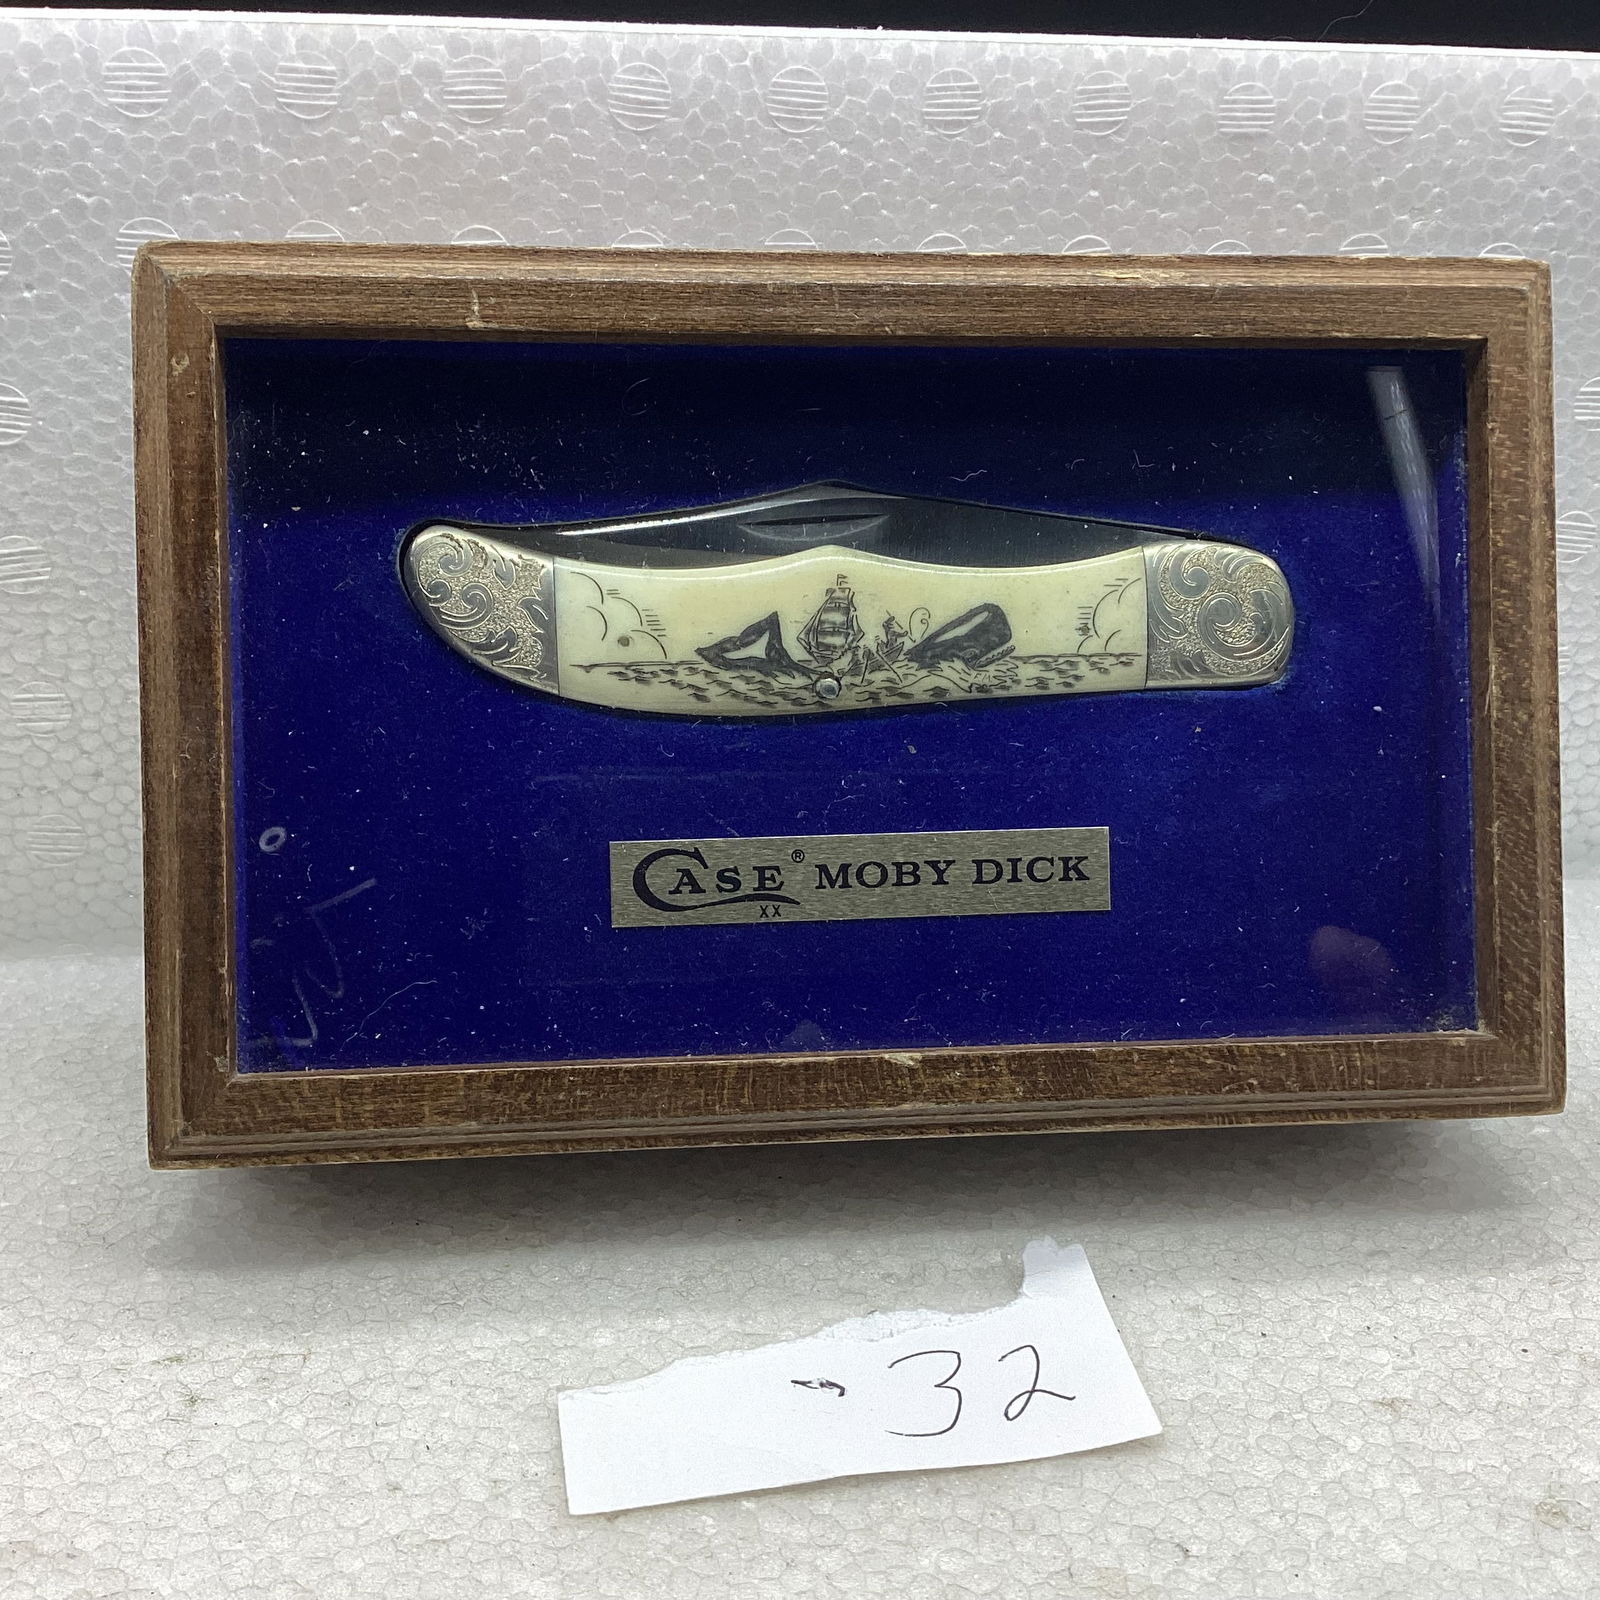 CASE® MOBY DICK
XX
- 32